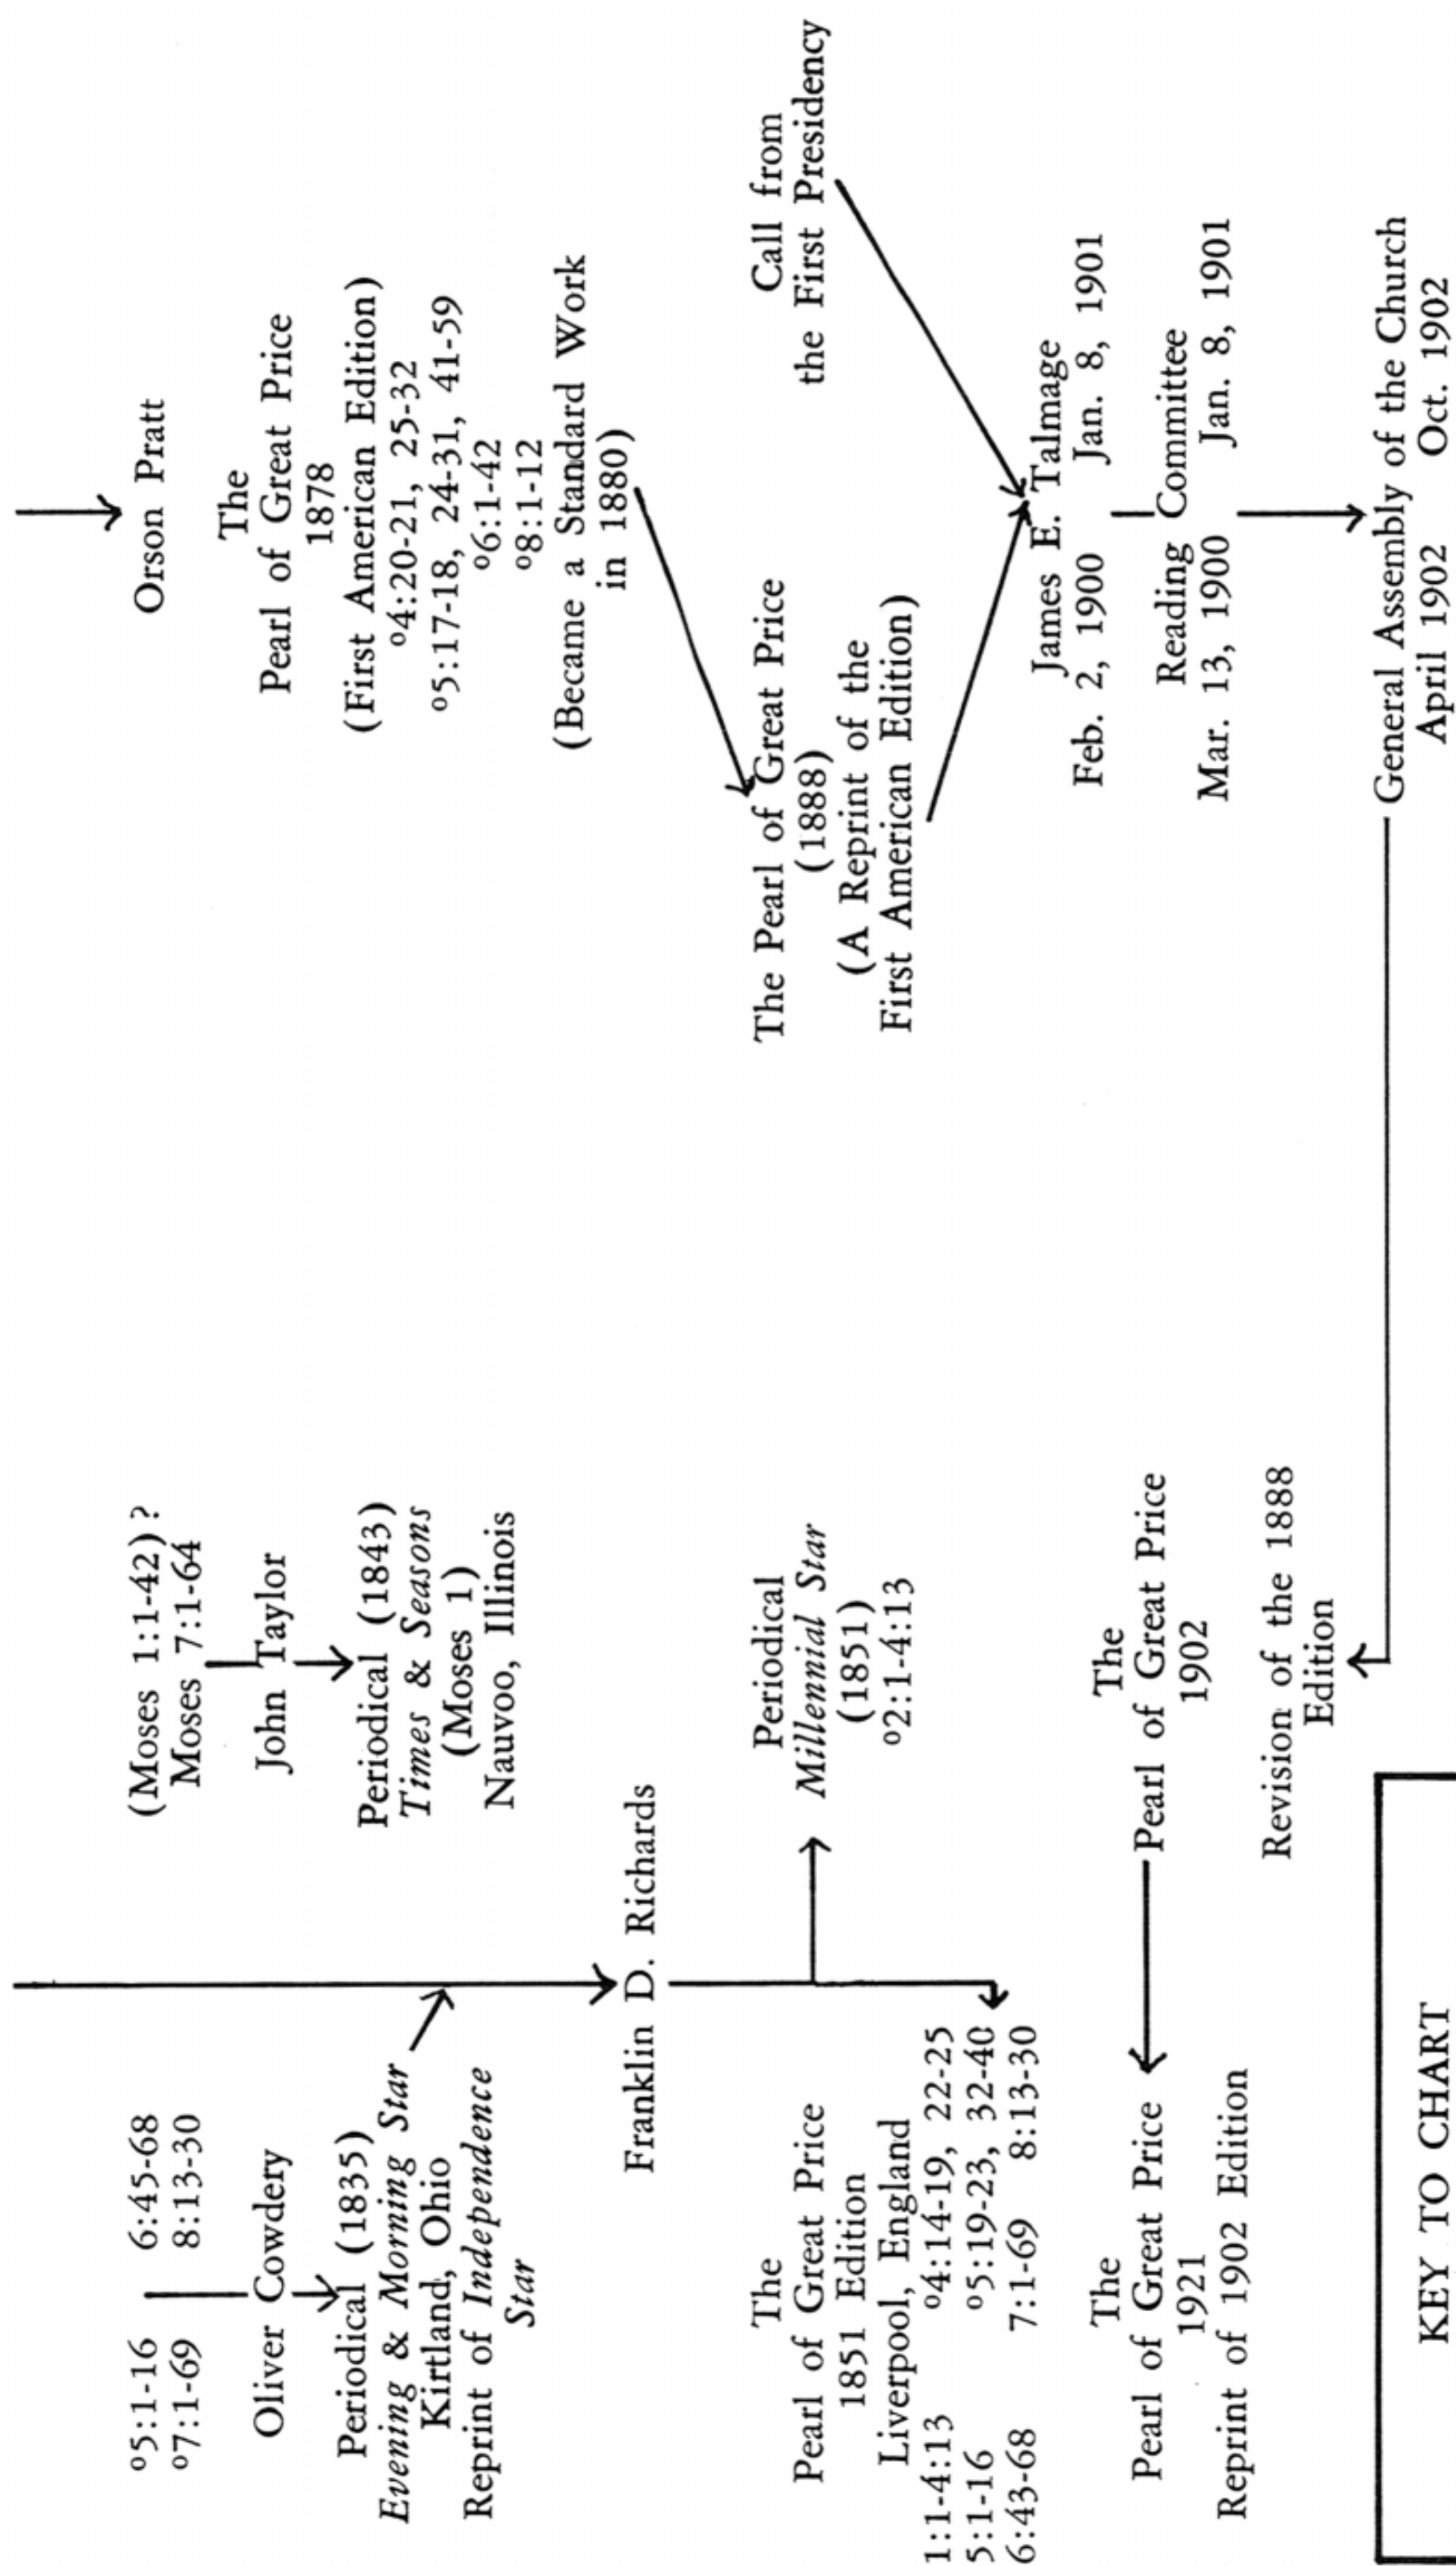 o5:1-16 6:45-68
o7:1-69 8:13-30
Oliver Cowdery
Periodical (1835)
Evening & Morning Star
Kirtland, Ohio
Reprint of Independence
Star
(Moses 1:1-42)?
Moses 7:1-64
John Taylor
Periodical (1843)
Times & Seasons
(Moses 1)
Nauvoo, Illinois
Orson Pratt
The
Pearl of Great Price
1878
(First American Edition)
o4:20-21, 25-32
o5:17-18, 24-31, 41-59
o6:1-42
o8:1-12
(Became a Standard Work
in 1880)
Franklin D. Richards
The
Pearl of Great Price
1851 Edition
Liverpool, England
1:1-4:13 o4:14-19, 22-25
5:1-16 o5:19-23, 32-40
6:43-68 7:1-69 8:13-30
Periodical
Millennial Star
(1851)
o2:1-4:13
The Pearl of Great Price
(1888)
(A Reprint of the
First American Edition)
Call from
the First Presidency
James E. Talmage
Feb. 2, 1900 Jan. 8, 1901
Reading Committee
Mar. 13, 1900 Jan. 8, 1901
The
Pearl of Great Price
1921
Reprint of 1902 Edition
The
Pearl of Great Price
1902
Revision of the 1888
Edition
General Assembly of the Church
April 1902 Oct. 1902
KEY TO CHART